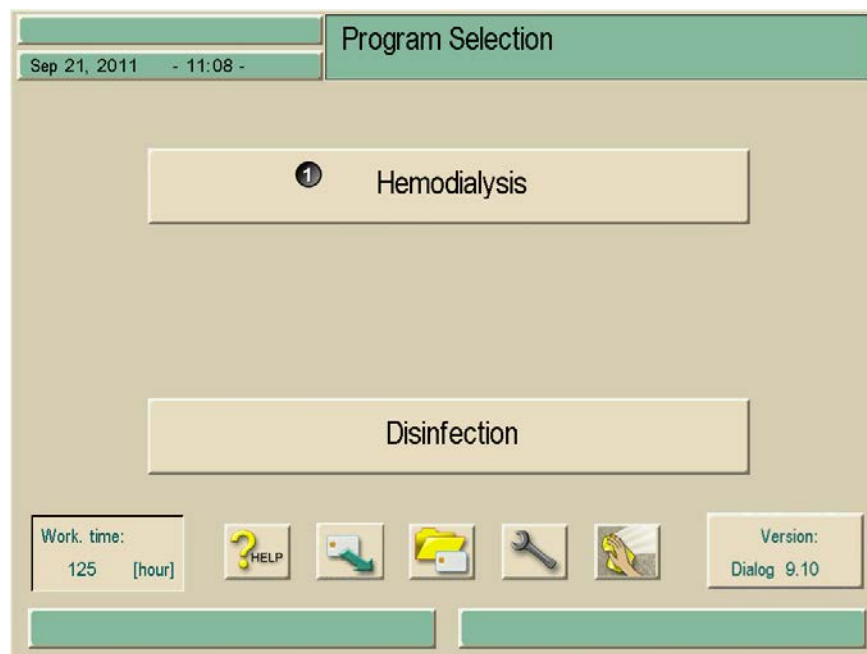 Program Selection
Sep 21, 2011 - 11:08 -
1 Hemodialysis
Disinfection
Work. time:
125 [hour]
?HELP
Version:
Dialog 9.10